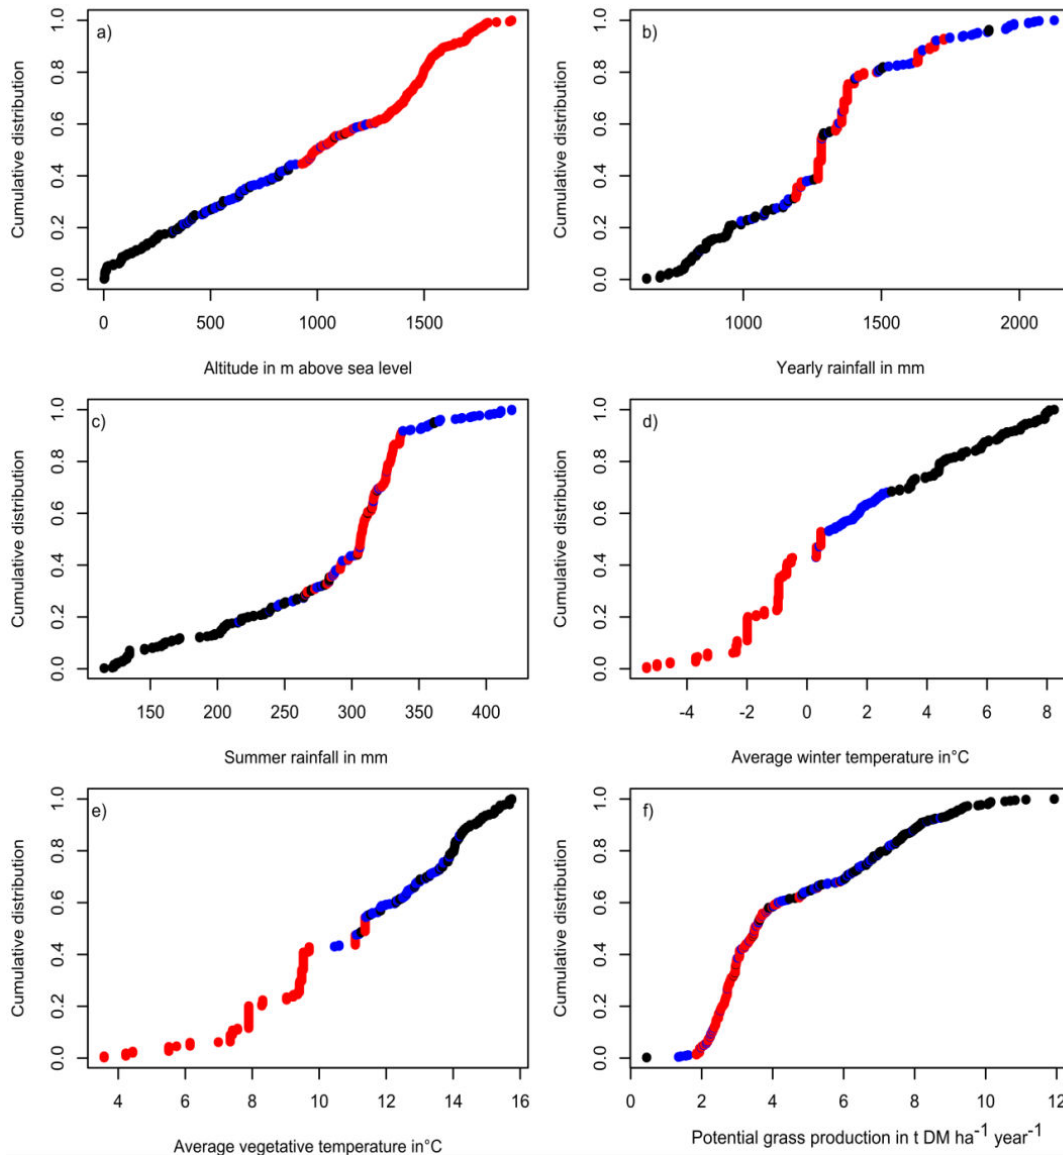 a)
Cumulative distribution
0.0 0.2 0.4 0.6 0.8 1.0
0 500 1000 1500
Altitude in m above sea level
b)
Cumulative distribution
0.0 0.2 0.4 0.6 0.8 1.0
1000 1500 2000
Yearly rainfall in mm
c)
Cumulative distribution
0.0 0.2 0.4 0.6 0.8 1.0
150 200 250 300 350 400
Summer rainfall in mm
d)
Cumulative distribution
0.0 0.2 0.4 0.6 0.8 1.0
-4 -2 0 2 4 6 8
Average winter temperature in°C
e)
Cumulative distribution
0.0 0.2 0.4 0.6 0.8 1.0
4 6 8 10 12 14 16
Average vegetative temperature in°C
f)
Cumulative distribution
0.0 0.2 0.4 0.6 0.8 1.0
0 2 4 6 8 10 12
Potential grass production in t DM ha⁻¹ year⁻¹